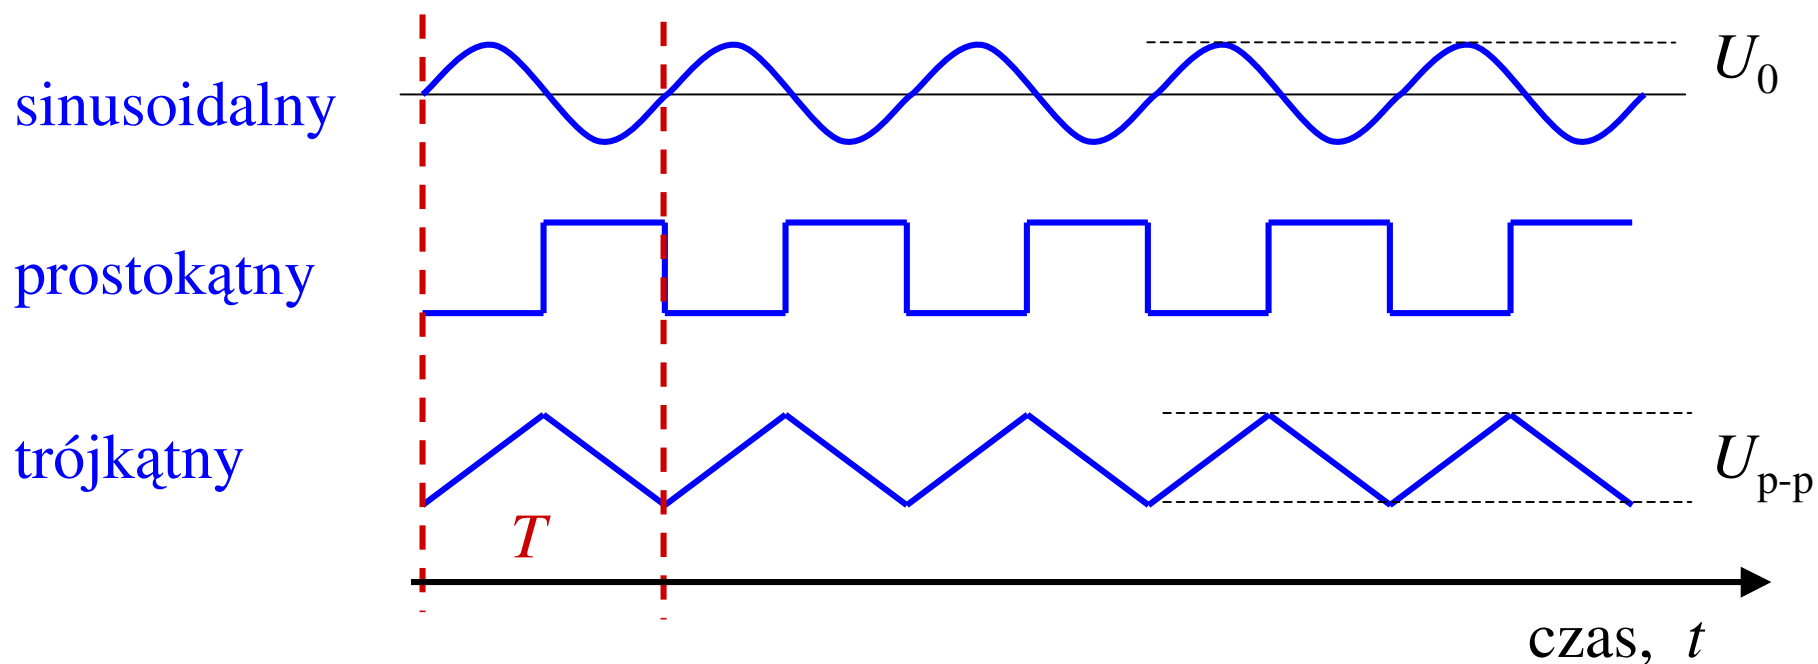 sinusoidalny
U0
prostokątny
trójkątny
Up-p
T
czas, t